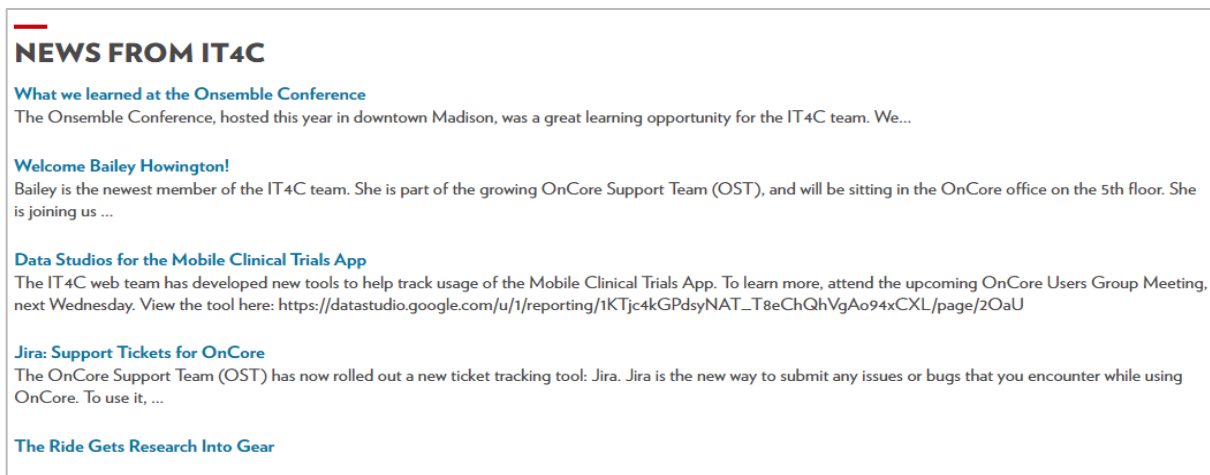 NEWS FROM IT4C
What we learned at the Onsemble Conference
The Onsemble Conference, hosted this year in downtown Madison, was a great learning opportunity for the IT4C team. We...
Welcome Bailey Howington!
Bailey is the newest member of the IT4C team. She is part of the growing OnCore Support Team (OST), and will be sitting in the OnCore office on the 5th floor. She
is joining us ...
Data Studios for the Mobile Clinical Trials App
The IT4C web team has developed new tools to help track usage of the Mobile Clinical Trials App. To learn more, attend the upcoming OnCore Users Group Meeting,
next Wednesday. View the tool here: https://datastudio.google.com/u/1/reporting/1KTjc4kGPdsyNAT_T8eChQhVgAo94xCXL/page/2OaU
Jira: Support Tickets for OnCore
The OnCore Support Team (OST) has now rolled out a new ticket tracking tool: Jira. Jira is the new way to submit any issues or bugs that you encounter while using
OnCore. To use it, ...
The Ride Gets Research Into Gear